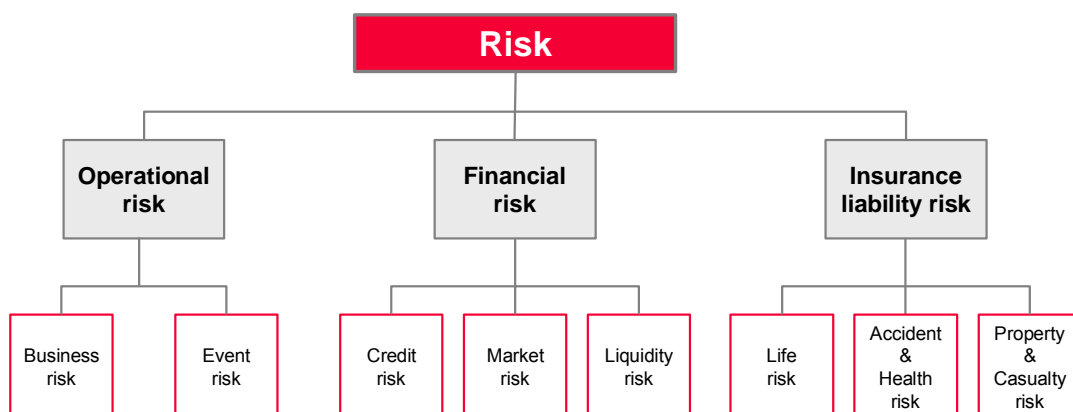 Risk
Operational
risk
Financial
risk
Insurance
liability risk
Business
risk
Event
risk
Credit
risk
Market
risk
Liquidity
risk
Life
risk
Accident
&
Health
risk
Property
&
Casualty
risk